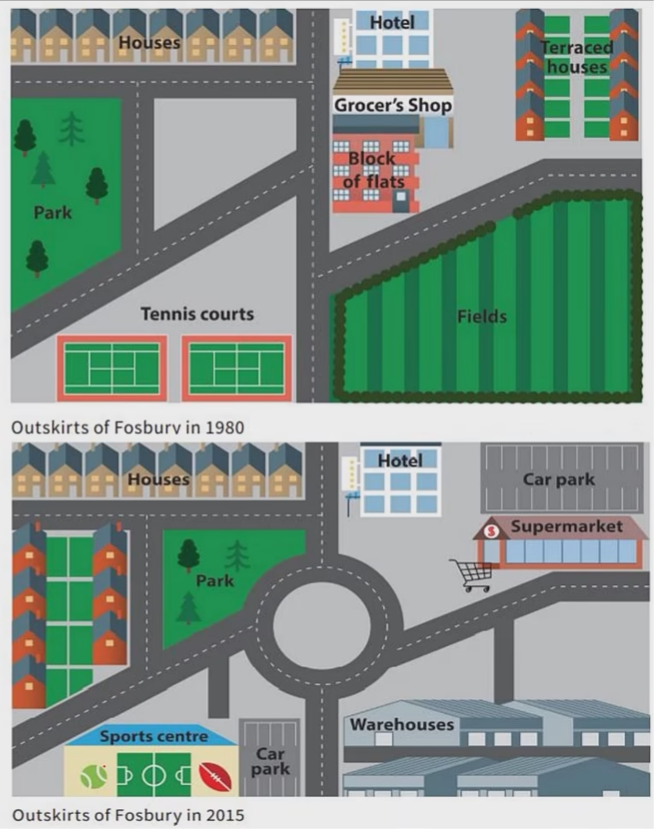 Houses
Hotel
Terraced
houses
Grocer's Shop
Block
of flats
Park
Tennis courts
Fields
Outskirts of Fosbury in 1980
Houses
Hotel
Car park
S
Supermarket
Park
Warehouses
Sports centre
Car
park
Outskirts of Fosbury in 2015